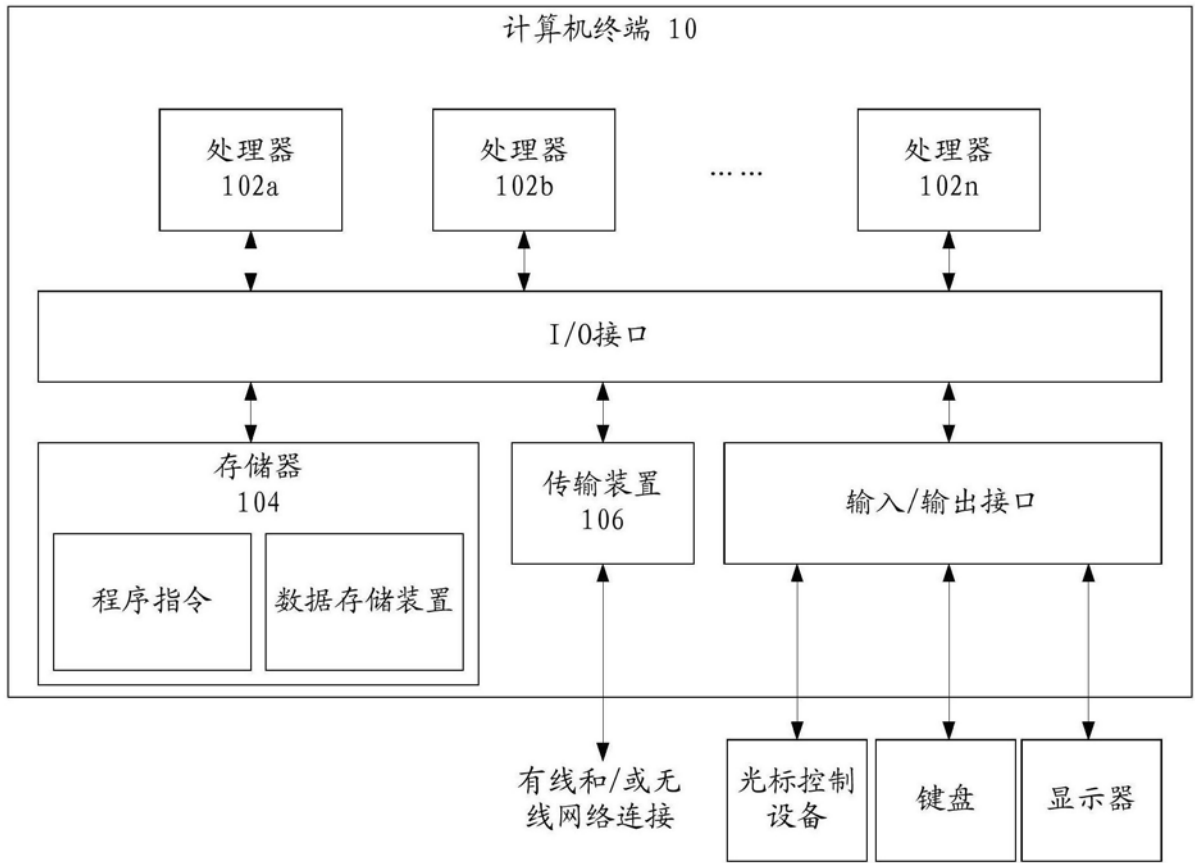 计算机终端 10
处理器
102a
处理器
102b
……
处理器
102n
I/O接口
存储器
104
程序指令
数据存储装置
传输装置
106
输入/输出接口
有线和/或无
线网络连接
光标控制
设备
键盘
显示器